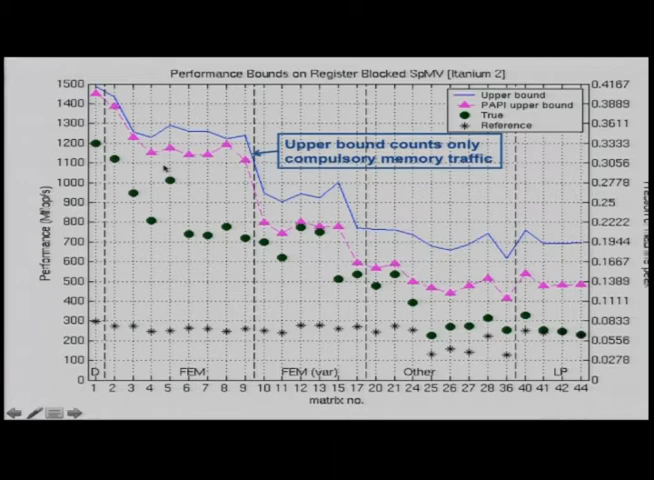 Performance Bounds on Register Blocked SpMV [Itanium 2]
Upper bound
PAPI upper bound
True
Reference
Upper bound counts only
compulsory memory traffic
Performance (Mflop/s)
1500
1400
1300
1200
1100
1000
900
800
700
600
500
400
300
200
100
0
0.4167
0.3889
0.3611
0.3333
0.3056
0.2778
0.25
0.2222
0.1944
0.1667
0.1389
0.1111
0.0833
0.0556
0.0278
0
D FEM FEM (var) Other LP
1 2 3 4 5 6 7 8 9 10 11 12 13 15 17 20 21 24 25 26 27 28 36 40 41 42 44
matrix no.